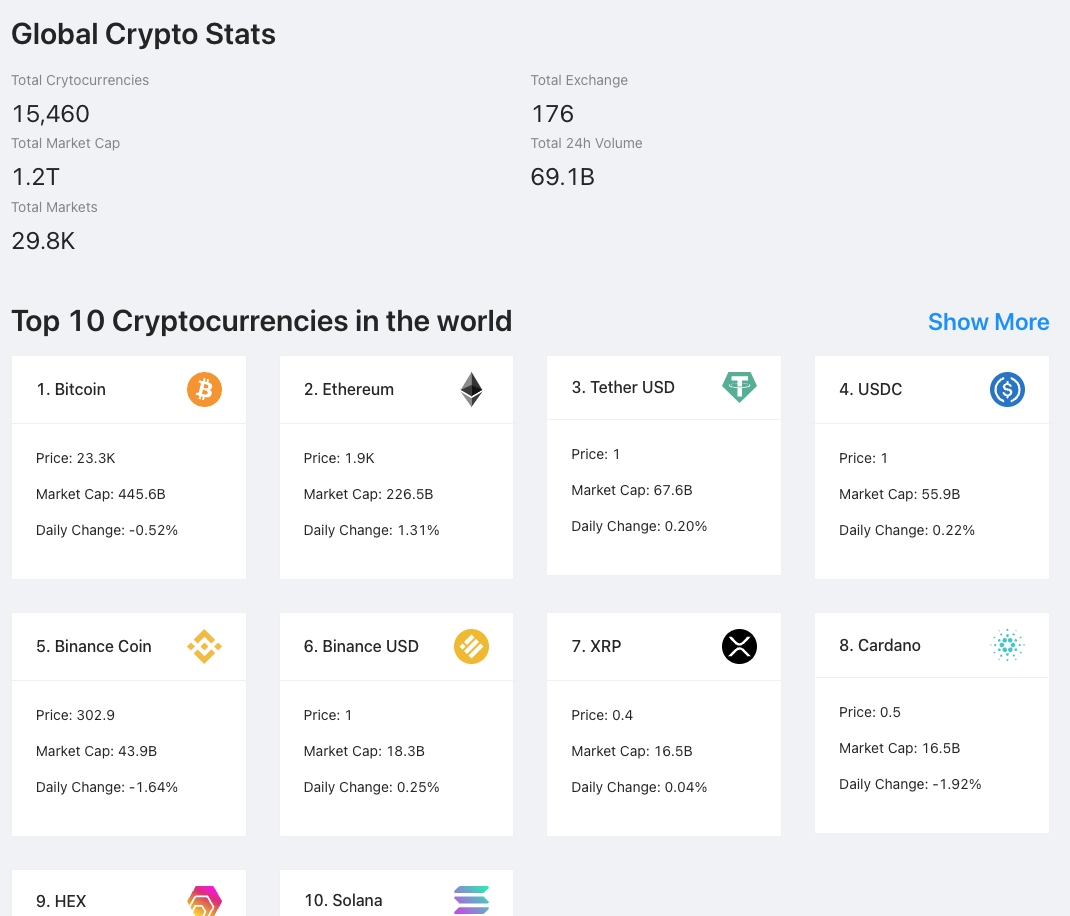 Global Crypto Stats
Total Crytocurrencies
15,460
Total Exchange
176
Total Market Cap
1.2T
Total 24h Volume
69.1B
Total Markets
29.8K
Top 10 Cryptocurrencies in the world
Show More
1. Bitcoin
Price: 23.3K
Market Cap: 445.6B
Daily Change: -0.52%
2. Ethereum
Price: 1.9K
Market Cap: 226.5B
Daily Change: 1.31%
3. Tether USD
Price: 1
Market Cap: 67.6B
Daily Change: 0.20%
4. USDC
Price: 1
Market Cap: 55.9B
Daily Change: 0.22%
5. Binance Coin
Price: 302.9
Market Cap: 43.9B
Daily Change: -1.64%
6. Binance USD
Price: 1
Market Cap: 18.3B
Daily Change: 0.25%
7. XRP
Price: 0.4
Market Cap: 16.5B
Daily Change: 0.04%
8. Cardano
Price: 0.5
Market Cap: 16.5B
Daily Change: -1.92%
9. HEX
10. Solana